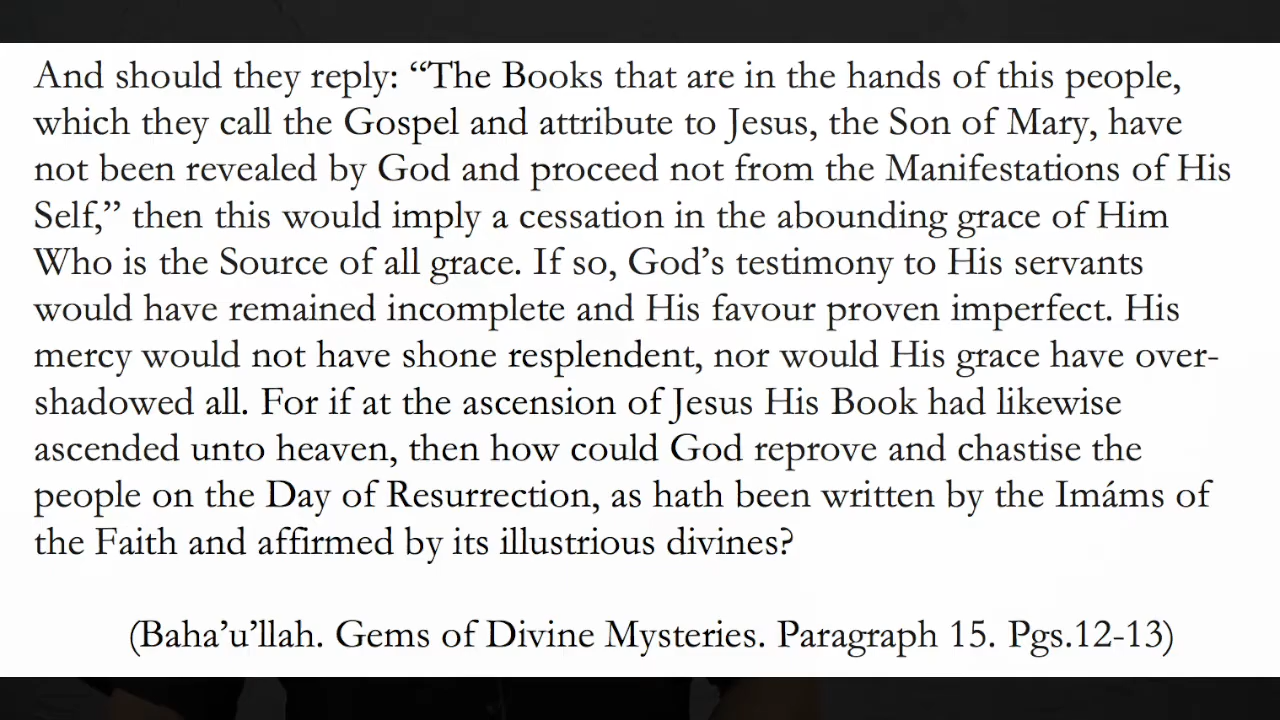 And should they reply: “The Books that are in the hands of this people,
which they call the Gospel and attribute to Jesus, the Son of Mary, have
not been revealed by God and proceed not from the Manifestations of His
Self,” then this would imply a cessation in the abounding grace of Him
Who is the Source of all grace. If so, God’s testimony to His servants
would have remained incomplete and His favour proven imperfect. His
mercy would not have shone resplendent, nor would His grace have over-
shadowed all. For if at the ascension of Jesus His Book had likewise
ascended unto heaven, then how could God reprove and chastise the
people on the Day of Resurrection, as hath been written by the Imáms of
the Faith and affirmed by its illustrious divines?
(Baha’u’llah. Gems of Divine Mysteries. Paragraph 15. Pgs.12-13)